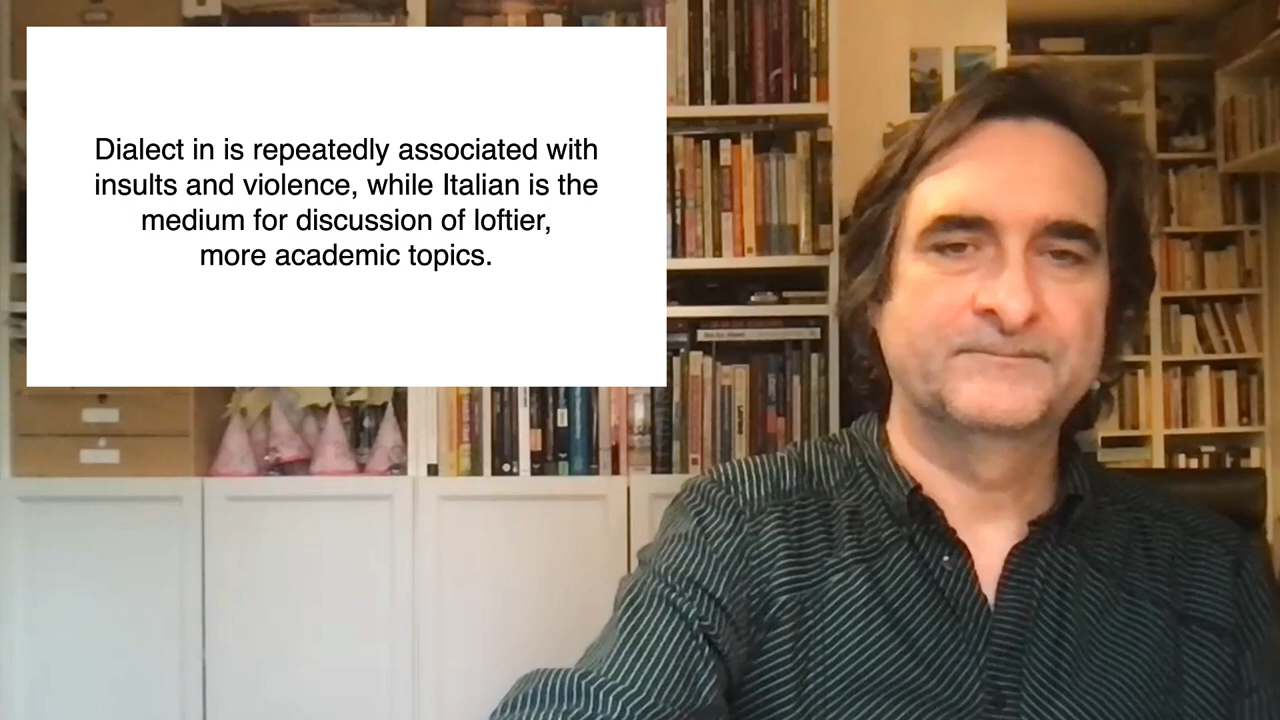 Dialect in is repeatedly associated with
insults and violence, while Italian is the
medium for discussion of loftier,
more academic topics.